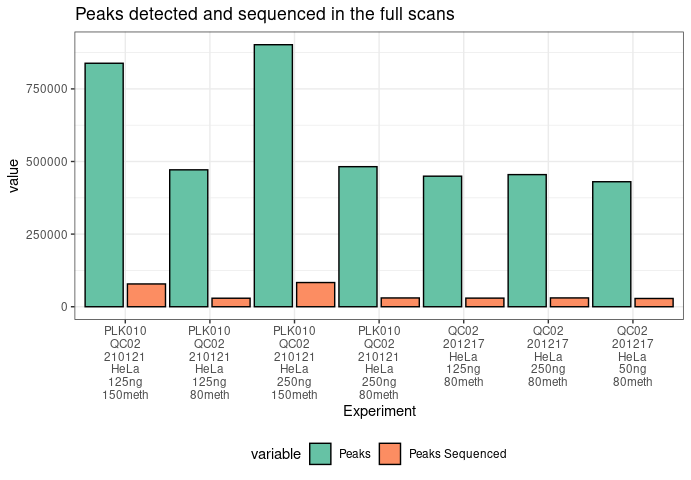 Peaks detected and sequenced in the full scans
value
750000
500000
250000
0
PLK010
QC02
210121
HeLa
125ng
150meth
PLK010
QC02
210121
HeLa
125ng
80meth
PLK010
QC02
210121
HeLa
250ng
150meth
PLK010
QC02
210121
HeLa
250ng
80meth
QC02
201217
HeLa
125ng
80meth
QC02
201217
HeLa
250ng
80meth
QC02
201217
HeLa
50ng
80meth
Experiment
variable Peaks Peaks Sequenced